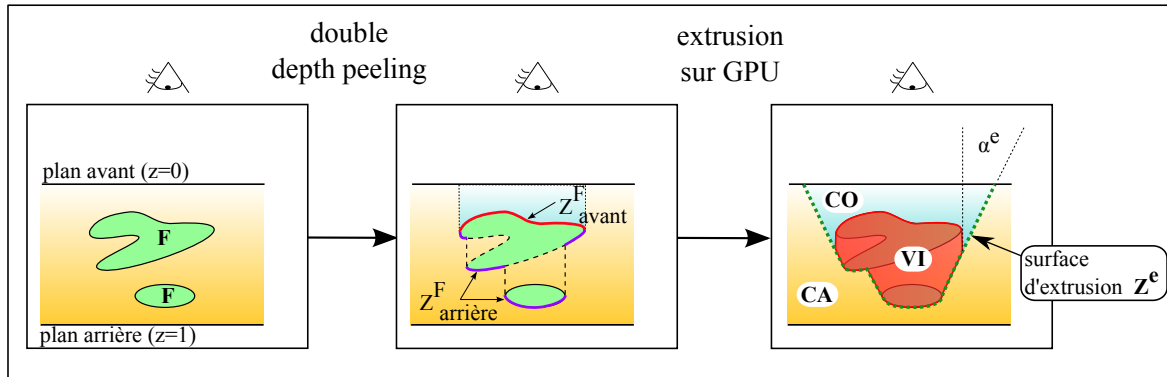 double
depth peeling
extrusion
sur GPU
plan avant (z=0)
F
F
plan arrière (z=1)
Z^F avant
Z^F arrière
α^e
CO
VI
CA
surface
d'extrusion Z^e